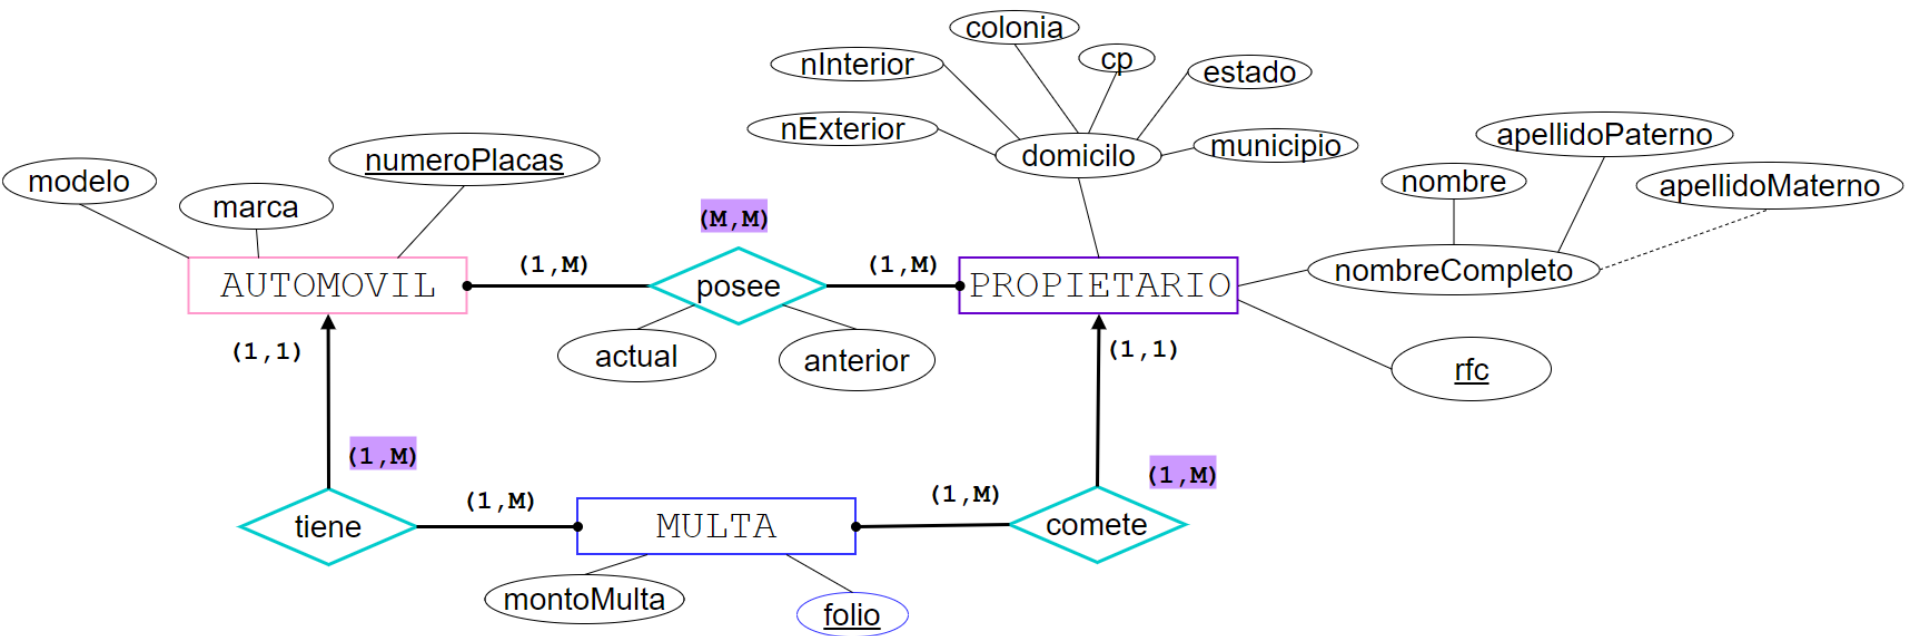 colonia
nInterior
cp
estado
nExterior
domicilo
municipio
apellidoPaterno
nombre
apellidoMaterno
nombreCompleto
rfc
modelo
marca
numeroPlacas
(M,M)
AUTOMOVIL
(1,M)
posee
(1,M)
PROPIETARIO
actual
anterior
(1,1)
(1,1)
(1,M)
(1,M)
tiene
(1,M)
MULTA
(1,M)
comete
montoMulta
folio